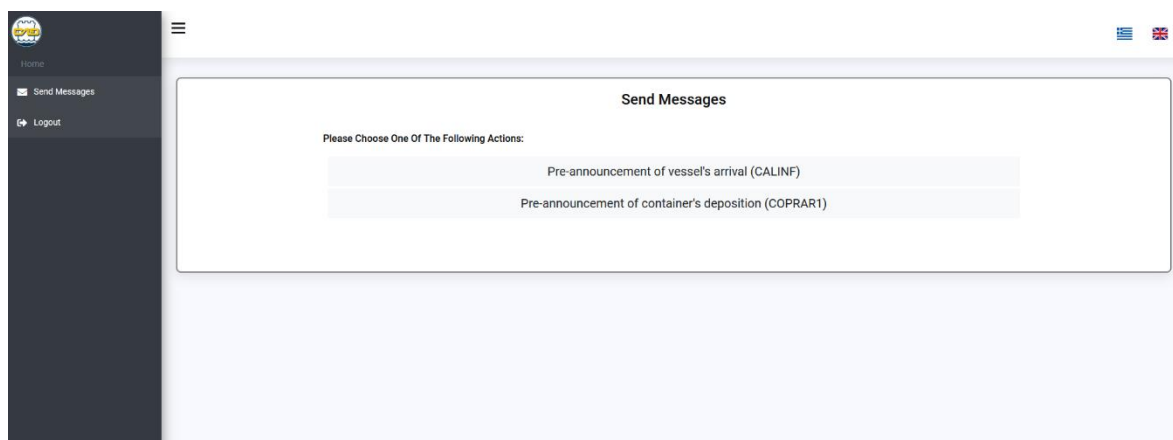 Home
Send Messages
Logout
Send Messages
Please Choose One Of The Following Actions:
Pre-announcement of vessel's arrival (CALINF)
Pre-announcement of container's deposition (COPRAR1)